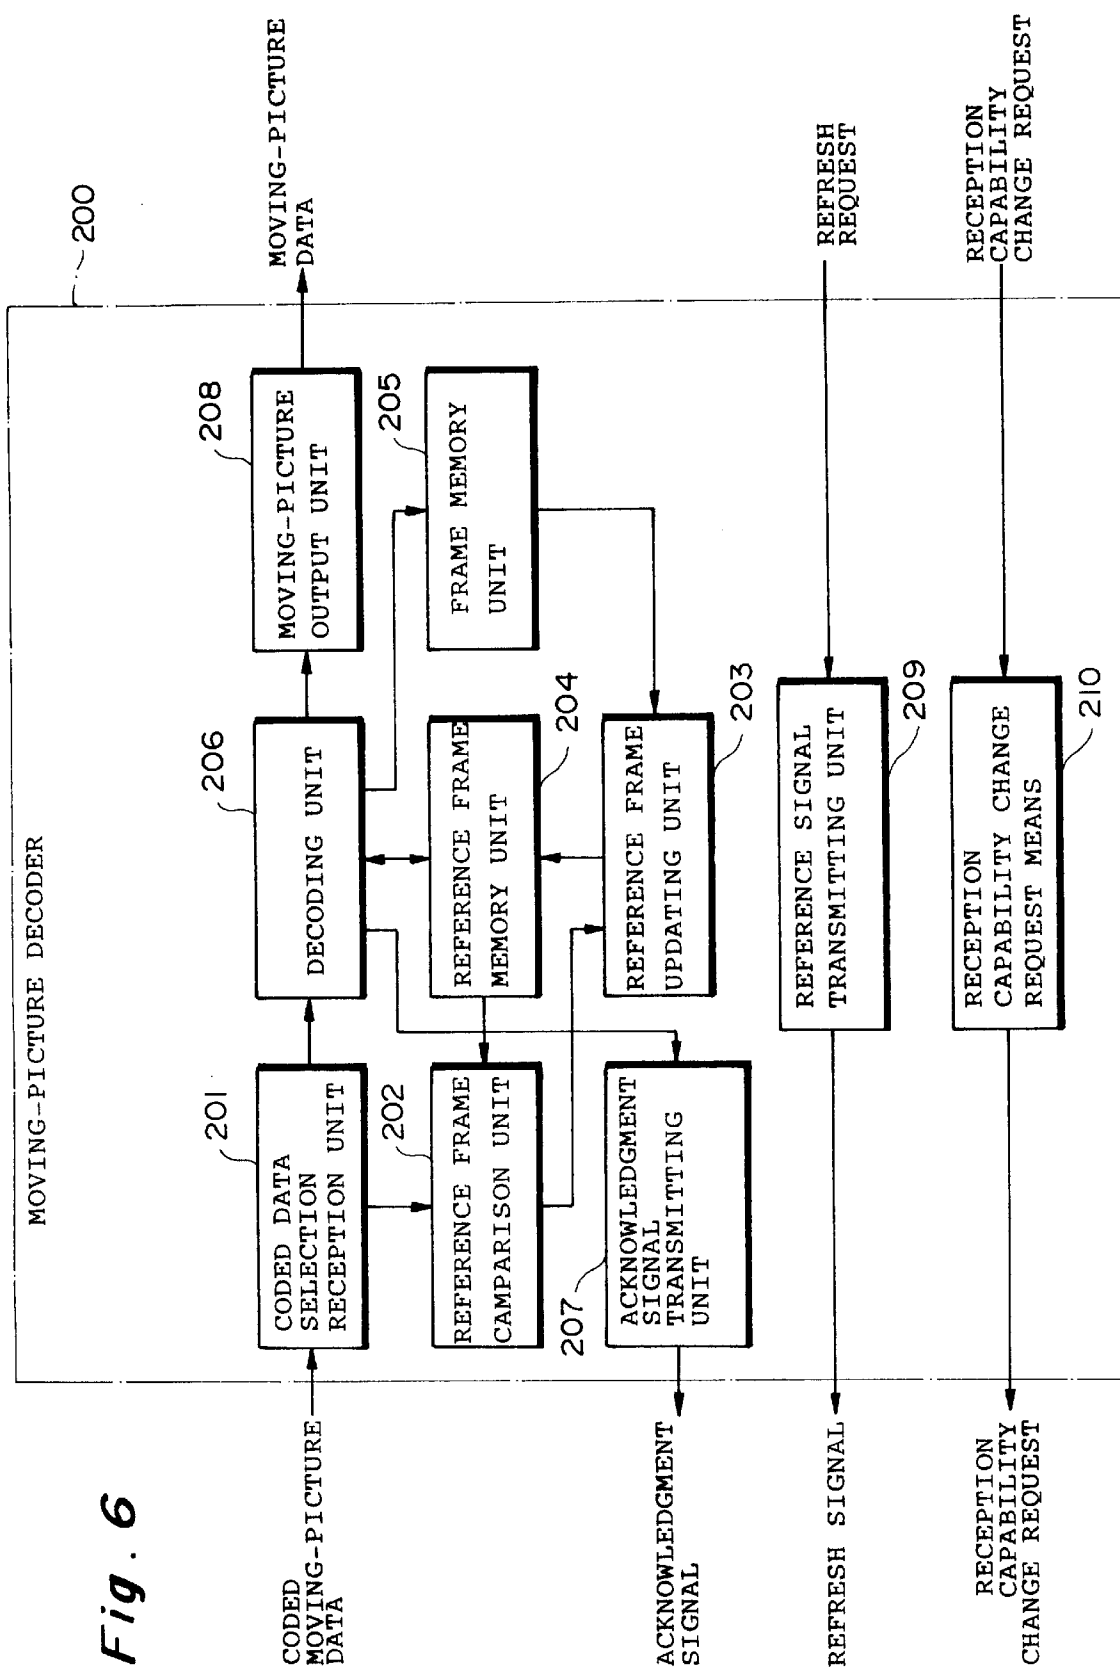 Fig. 6
MOVING-PICTURE DECODER
200
CODED
MOVING-PICTURE
DATA
201
CODED DATA
SELECTION
RECEPTION UNIT
206
DECODING UNIT
208
MOVING-PICTURE
OUTPUT UNIT
MOVING-PICTURE
DATA
202
REFERENCE FRAME
CAMPARISON UNIT
REFERENCE FRAME
MEMORY UNIT
204
205
FRAME MEMORY
UNIT
207
ACKNOWLEDGMENT
SIGNAL
TRANSMITTING
UNIT
REFERENCE FRAME
UPDATING UNIT
203
ACKNOWLEDGMENT
SIGNAL
REFRESH SIGNAL
REFERENCE SIGNAL
TRANSMITTING UNIT
209
REFRESH
REQUEST
RECEPTION
CAPABILITY
CHANGE REQUEST
RECEPTION
CAPABILITY CHANGE
REQUEST MEANS
210
RECEPTION
CAPABILITY
CHANGE REQUEST